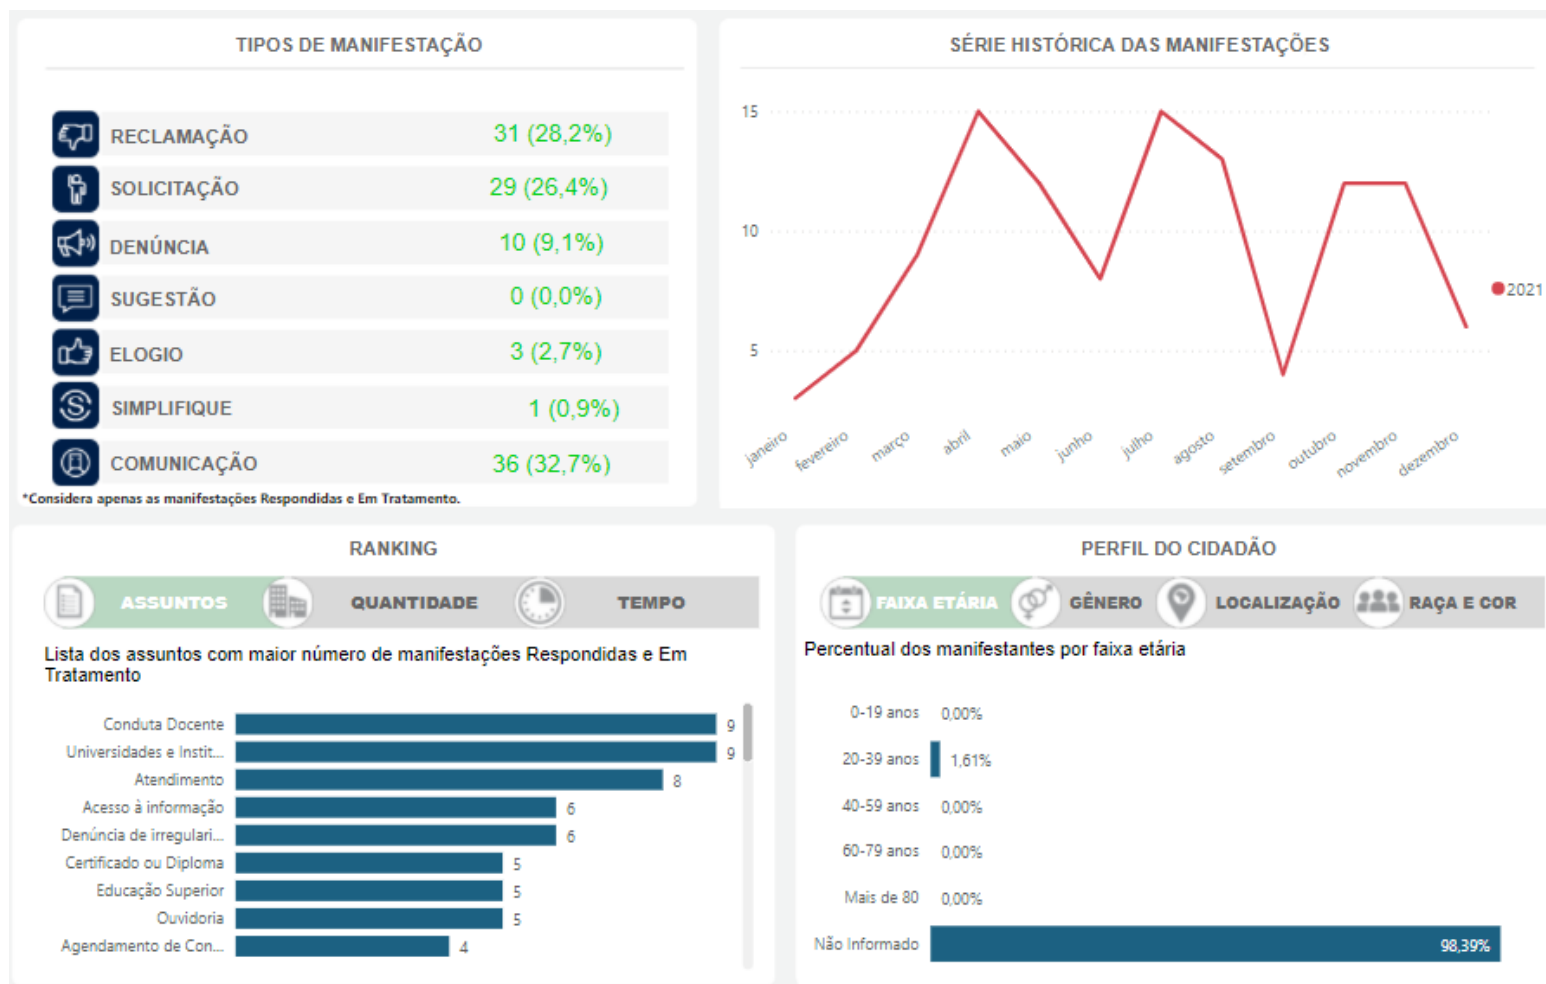 TIPOS DE MANIFESTAÇÃO
RECLAMAÇÃO 31 (28,2%)
SOLICITAÇÃO 29 (26,4%)
DENÚNCIA 10 (9,1%)
SUGESTÃO 0 (0,0%)
ELOGIO 3 (2,7%)
SIMPLIFIQUE 1 (0,9%)
COMUNICAÇÃO 36 (32,7%)
*Considera apenas as manifestações Respondidas e Em Tratamento.
SÉRIE HISTÓRICA DAS MANIFESTAÇÕES
15
10
5
janeiro fevereiro março abril maio junho julho agosto setembro outubro novembro dezembro
2021
RANKING
ASSUNTOS QUANTIDADE TEMPO
Lista dos assuntos com maior número de manifestações Respondidas e Em
Tratamento
Conduta Docente 9
Universidades e Instit... 9
Atendimento 8
Acesso à informação 6
Denúncia de irregulari... 6
Certificado ou Diploma 5
Educação Superior 5
Ouvidoria 5
Agendamento de Con... 4
PERFIL DO CIDADÃO
FAIXA ETÁRIA GÊNERO LOCALIZAÇÃO RAÇA E COR
Percentual dos manifestantes por faixa etária
0-19 anos 0,00%
20-39 anos 1,61%
40-59 anos 0,00%
60-79 anos 0,00%
Mais de 80 0,00%
Não Informado 98,39%